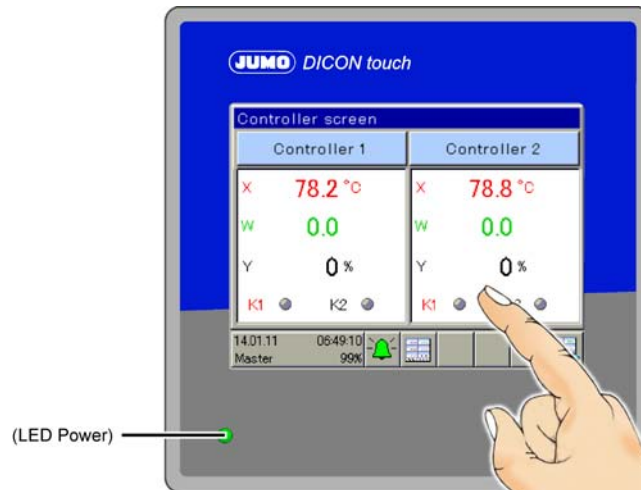 JUMO DICON touch
Controller screen
Controller 1 Controller 2
X 78.2 °C X 78.8 °C
W 0.0 W 0.0
Y 0 % Y 0 %
K1 K2 K1
14.01.11 06:49:10
Master 99%
(LED Power)